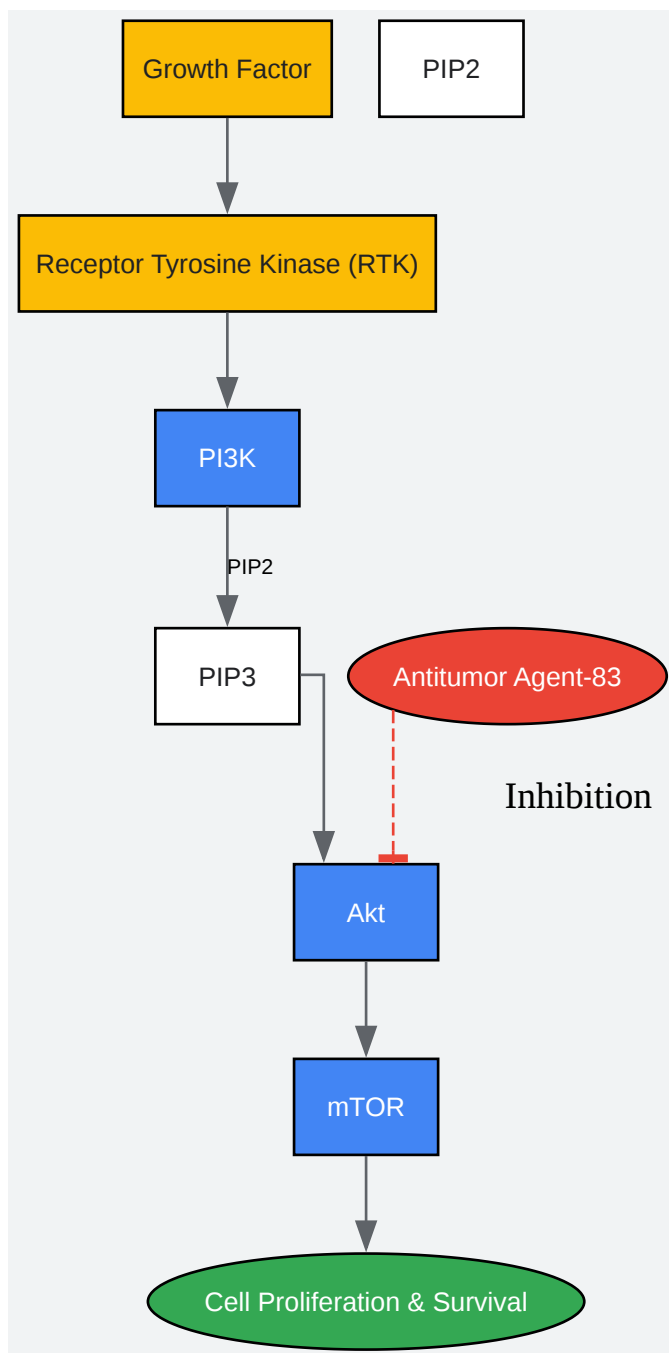 Growth Factor
PIP2
Receptor Tyrosine Kinase (RTK)
PI3K
PIP2
PIP3
Antitumor Agent-83
Inhibition
Akt
mTOR
Cell Proliferation & Survival